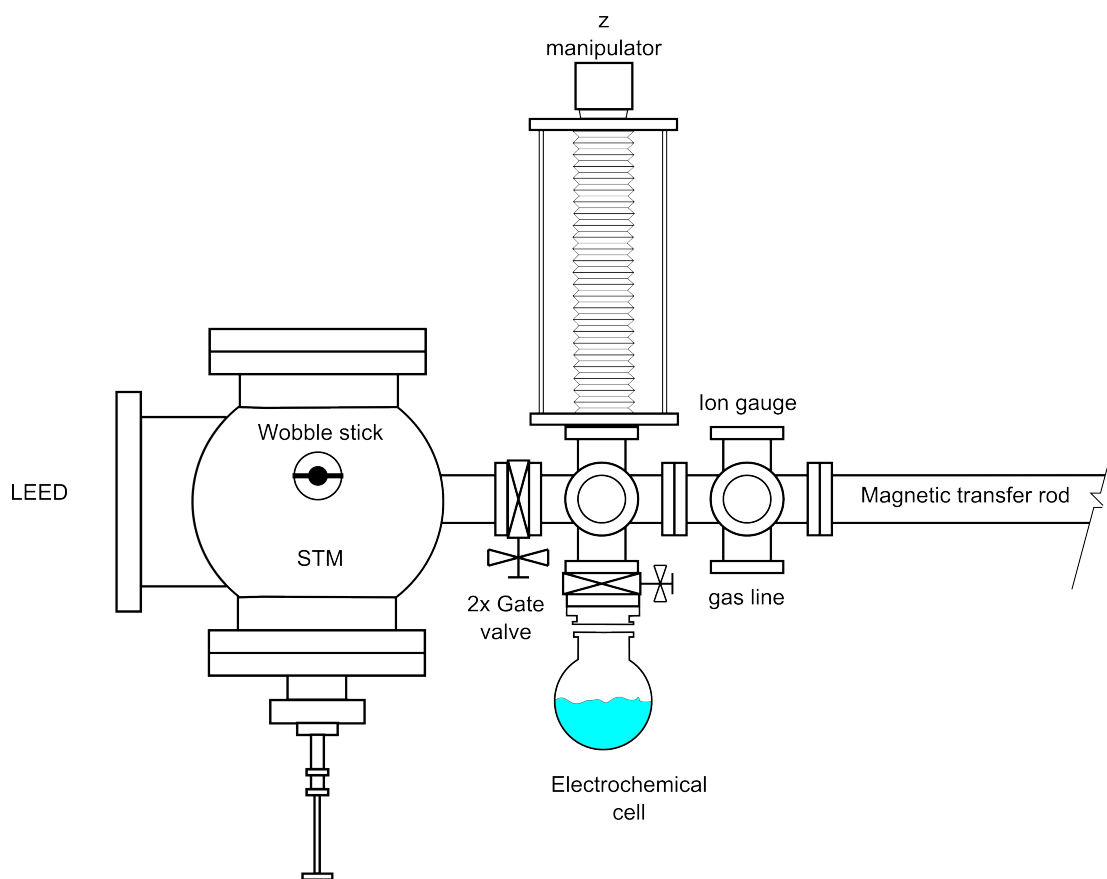 z
manipulator
Ion gauge
Wobble stick
LEED
Magnetic transfer rod
STM
2x Gate
valve
gas line
Electrochemical
cell